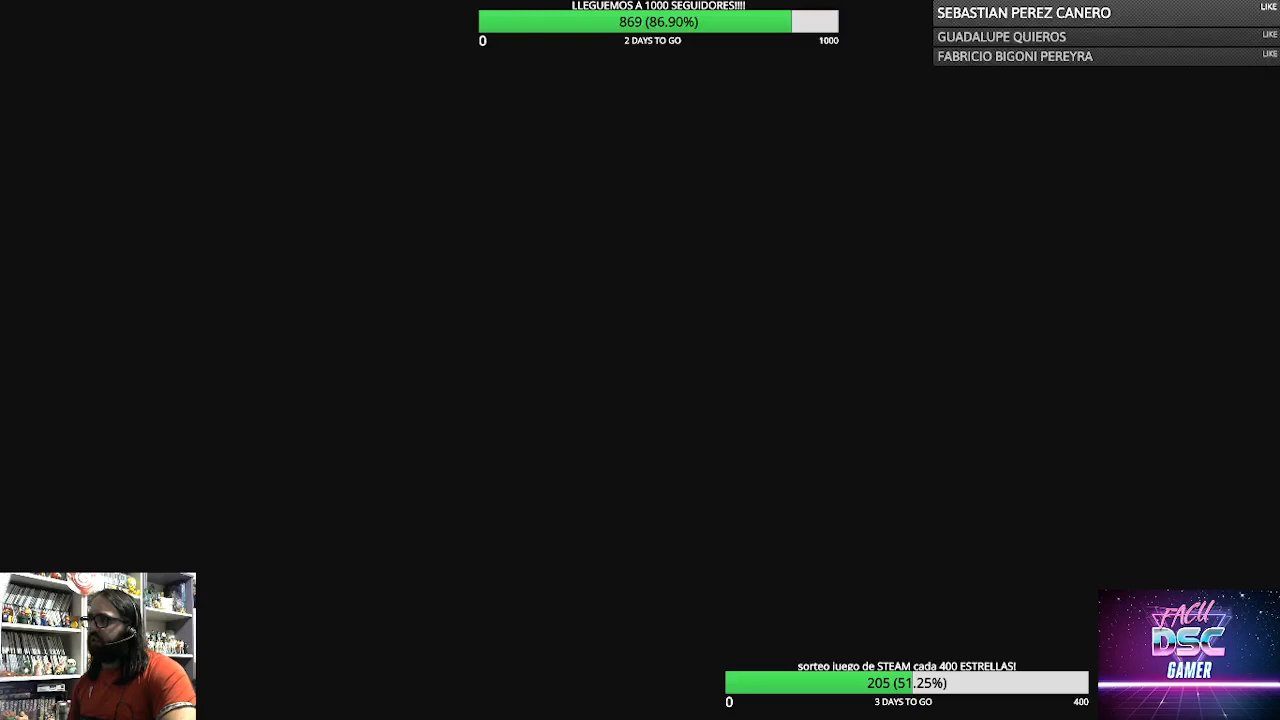 LLEGUEMOS A 1000 SEGUIDORES!!!!
869 (86.90%)
0
2 DAYS TO GO
1000
SEBASTIAN PEREZ CANERO
LIKE
GUADALUPE QUIEROS
LIKE
FABRICIO BIGONI PEREYRA
LIKE
sorteo juego de STEAM cada 400 ESTRELLAS!
205 (51.25%)
0
3 DAYS TO GO
400
FACU
DSC
GAMER